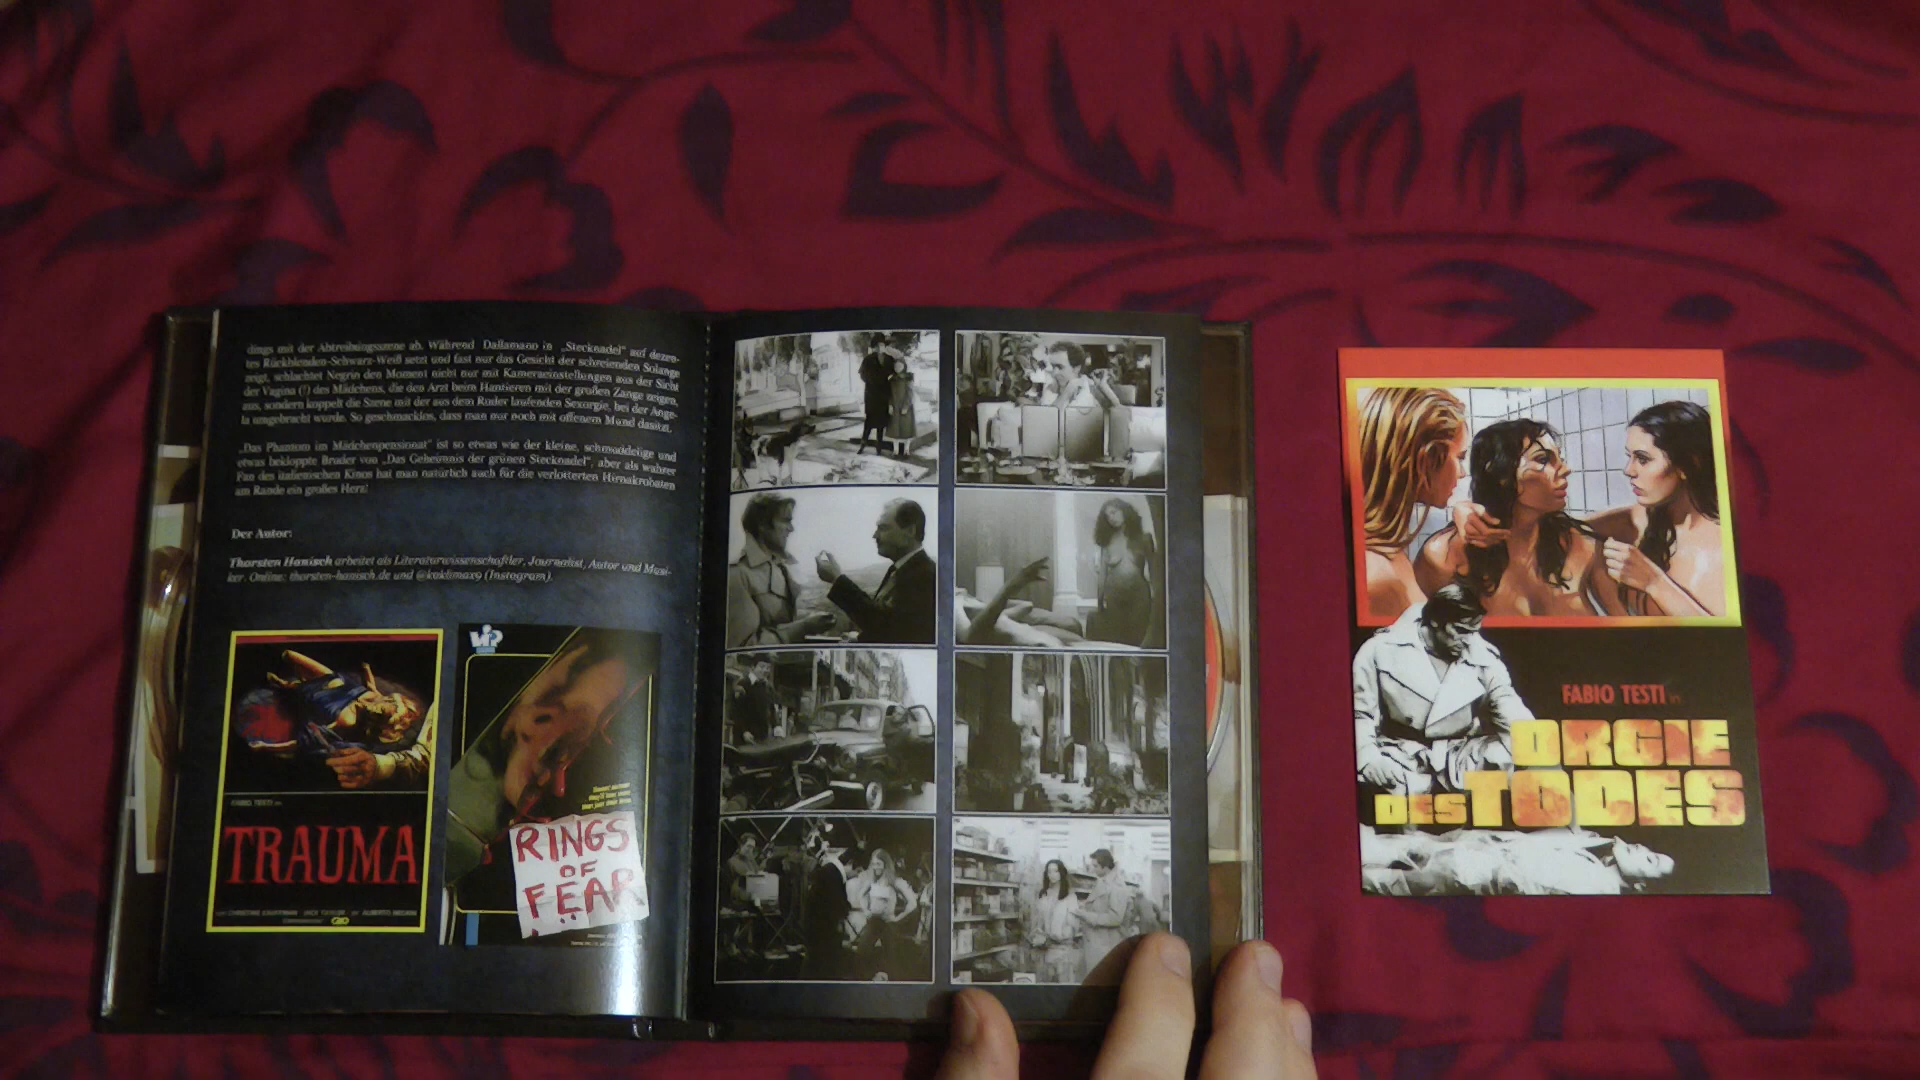 dings mit der Abtreibungsszene ab. Während Dallamano in „Stecknadel“ auf dezen-
tes Rückblenden-Schwarz-Weiß setzt und fast nur das Gesicht der schreienden Solange
zeigt, schlachtet Negrin den Moment nicht nur mit Kameraeinstellungen aus der Sicht
der Vagina (!) des Mädchens, die den Arzt beim Hantieren mit der großen Zange zeigen,
aus, sondern koppelt die Szene mit der aus dem Ruder laufenden Sexorgie, bei der Ange-
la umgebracht wurde. So geschmacklos, dass man nur noch mit offenem Mund dasitzt.
„Das Phantom im Mädchenpensionat“ ist so etwas wie der kleine, schmuddelige und
etwas bekloppte Bruder von „Das Geheimnis der grünen Stecknadel“, aber als wahrer
Fan des italienischen Kinos hat man natürlich auch für die verlotterten Hirnakrobaten
am Rande ein großes Herz!
Der Autor:
Thorsten Hanisch arbeitet als Literaturwissenschaftler, Journalist, Autor und Musi-
ker. Online: thorsten-hanisch.de und @kaklimax9 (Instagram).
FABIO TESTI en
TRAUMA
VIP
RINGS
OF
FEAR
FABIO TESTI in
ORGIE
DES TODES